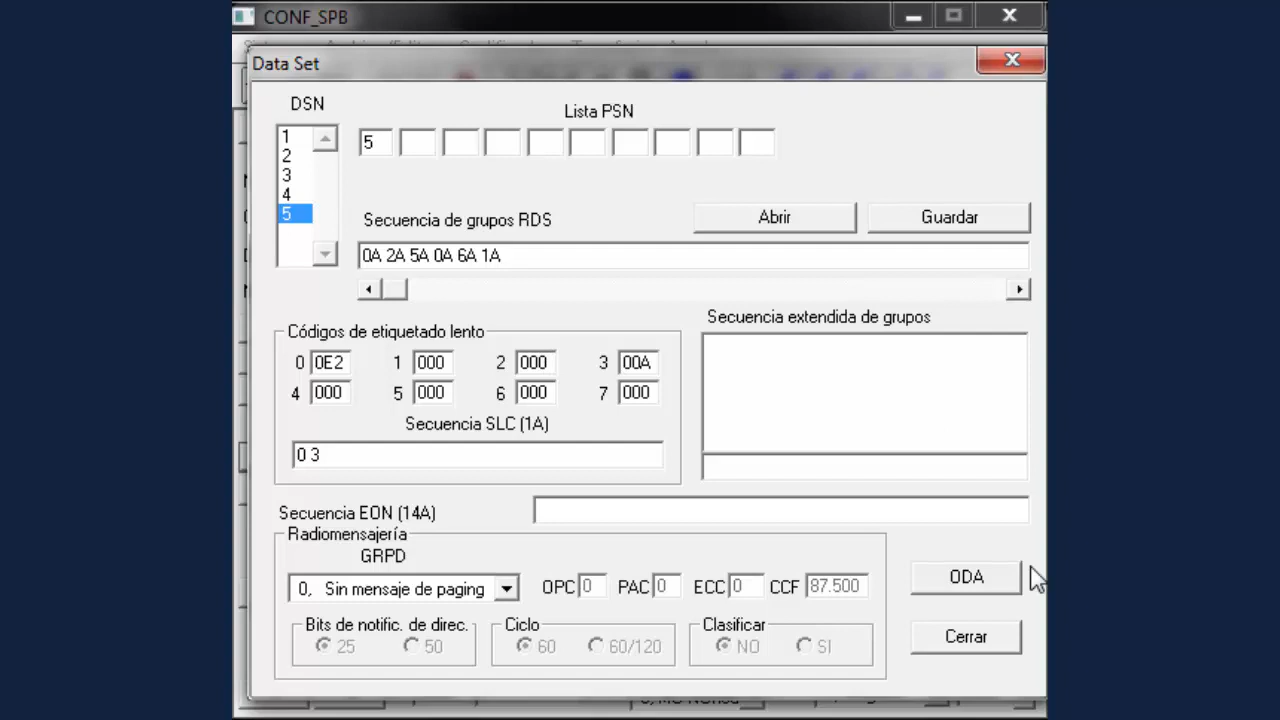 CONF_SPB
Data Set
DSN
Lista PSN
1
2
3
4
5
5
Secuencia de grupos RDS
Abrir
Guardar
0A 2A 5A 0A 6A 1A
Códigos de etiquetado lento
Secuencia extendida de grupos
0 0E2 1 000 2 000 3 00A
4 000 5 000 6 000 7 000
Secuencia SLC (1A)
0 3
Secuencia EON (14A)
Radiomensajería
GRPD
0, Sin mensaje de paging
OPC 0 PAC 0 ECC 0 CCF 87.500
ODA
Bits de notific. de direc.
25 50
Ciclo
60 60/120
Clasificar
NO SI
Cerrar